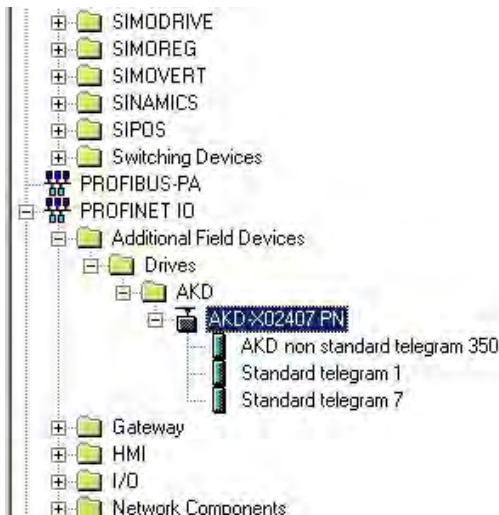 SIMODRIVE
SIMOREG
SIMOVERT
SINAMICS
SIPOS
Switching Devices
PROFIBUS-PA
PROFINET IO
Additional Field Devices
Drives
AKD
AKD-X02407 PN
AKD non standard telegram 350
Standard telegram 1
Standard telegram 7
Gateway
HMI
I/O
Network Components